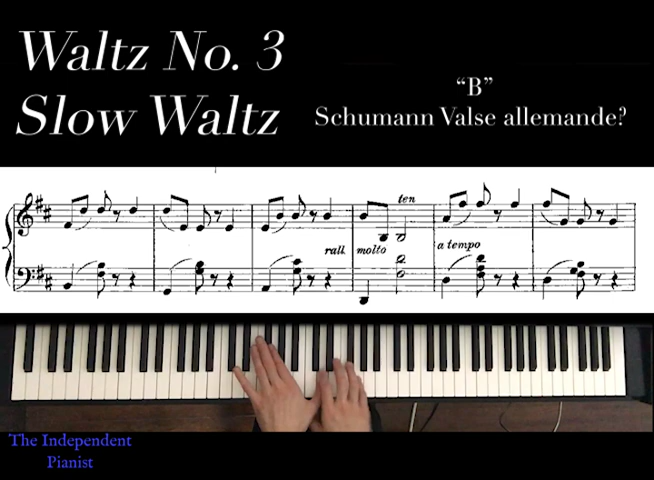 Waltz No. 3
Slow Waltz
“B”
Schumann Valse allemande?
ten
rall. molto
a tempo
The Independent
Pianist